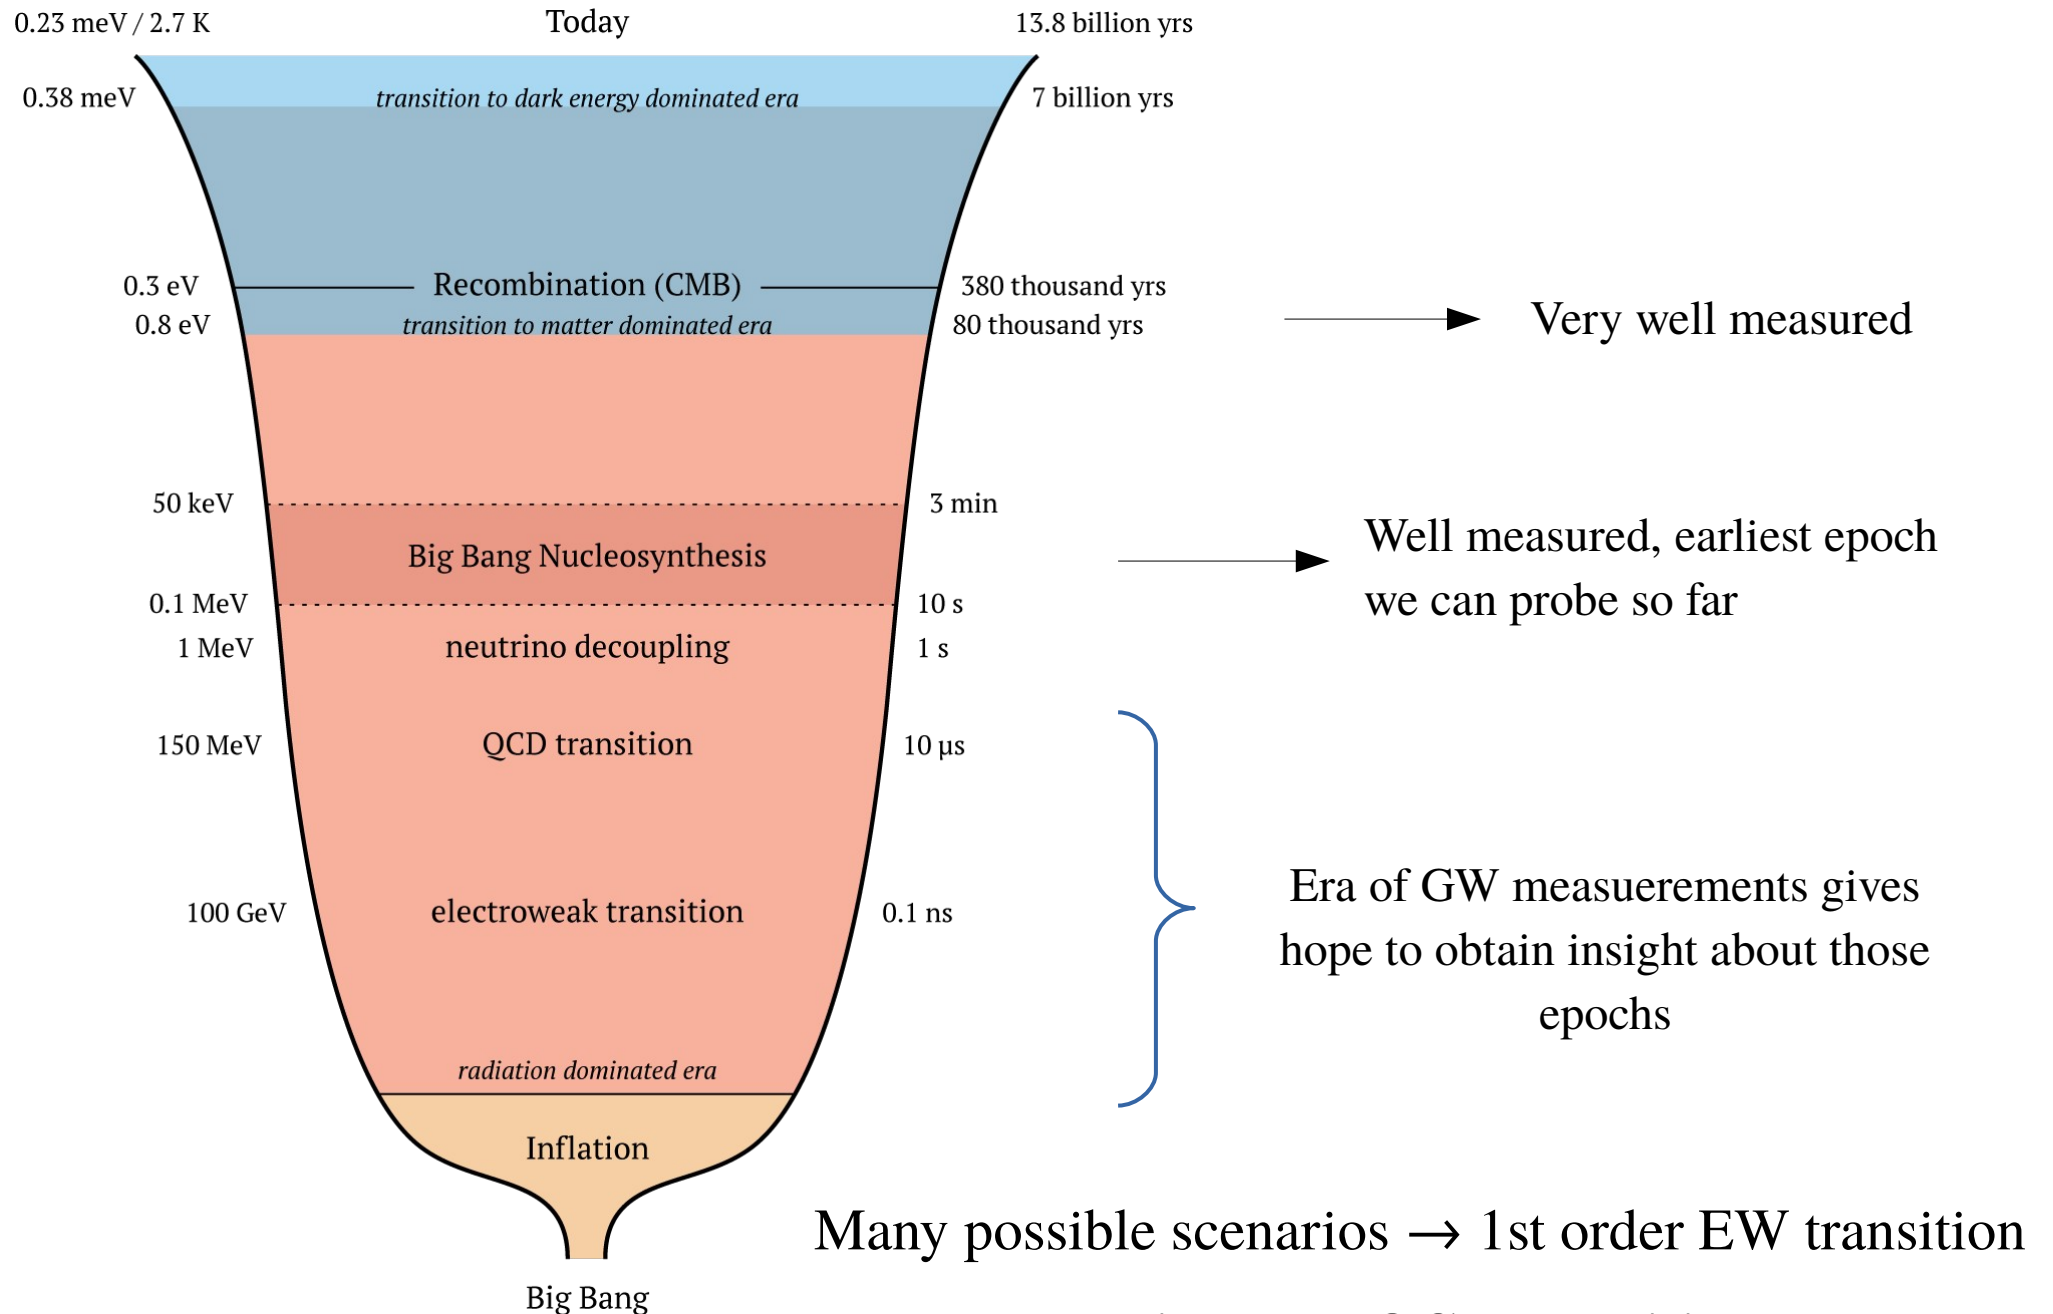 0.23 meV / 2.7 K Today 13.8 billion yrs
0.38 meV transition to dark energy dominated era 7 billion yrs
0.3 eV Recombination (CMB) 380 thousand yrs
0.8 eV transition to matter dominated era 80 thousand yrs
Very well measured
50 keV 3 min
Big Bang Nucleosynthesis
Well measured, earliest epoch
we can probe so far
0.1 MeV 10 s
1 MeV neutrino decoupling 1 s
150 MeV QCD transition 10 µs
100 GeV electroweak transition 0.1 ns
Era of GW measuerements gives
hope to obtain insight about those
epochs
radiation dominated era
Inflation
Many possible scenarios → 1st order EW transition
Big Bang